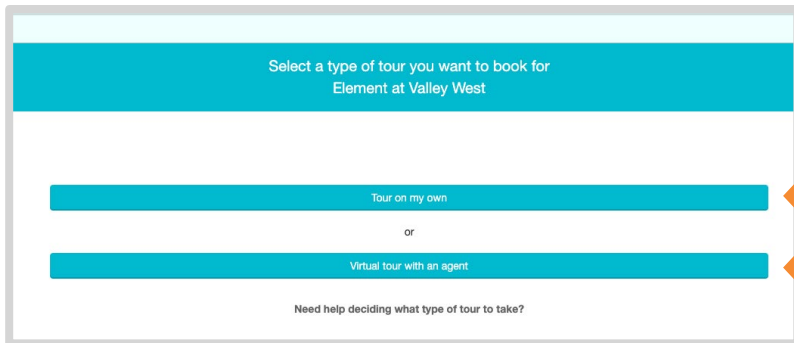 Select a type of tour you want to book for
Element at Valley West
Tour on my own
or
Virtual tour with an agent
Need help deciding what type of tour to take?